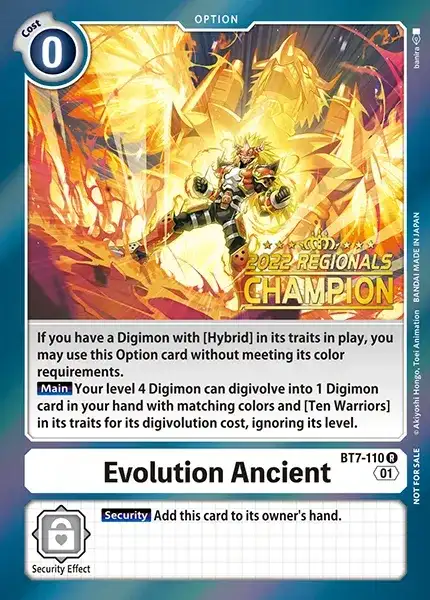 OPTION
Cost
0
banira
2022 REGIONALS
CHAMPION
If you have a Digimon with [Hybrid] in its traits in play, you
may use this Option card without meeting its color
requirements.
Main Your level 4 Digimon can digivolve into 1 Digimon
card in your hand with matching colors and [Ten Warriors]
in its traits for its digivolution cost, ignoring its level.
© Akiyoshi Hongo, Toei Animation BANDAI MADE IN JAPAN
NOT FOR SALE
BT7-110 R
Evolution Ancient
01
Security Add this card to its owner's hand.
Security Effect